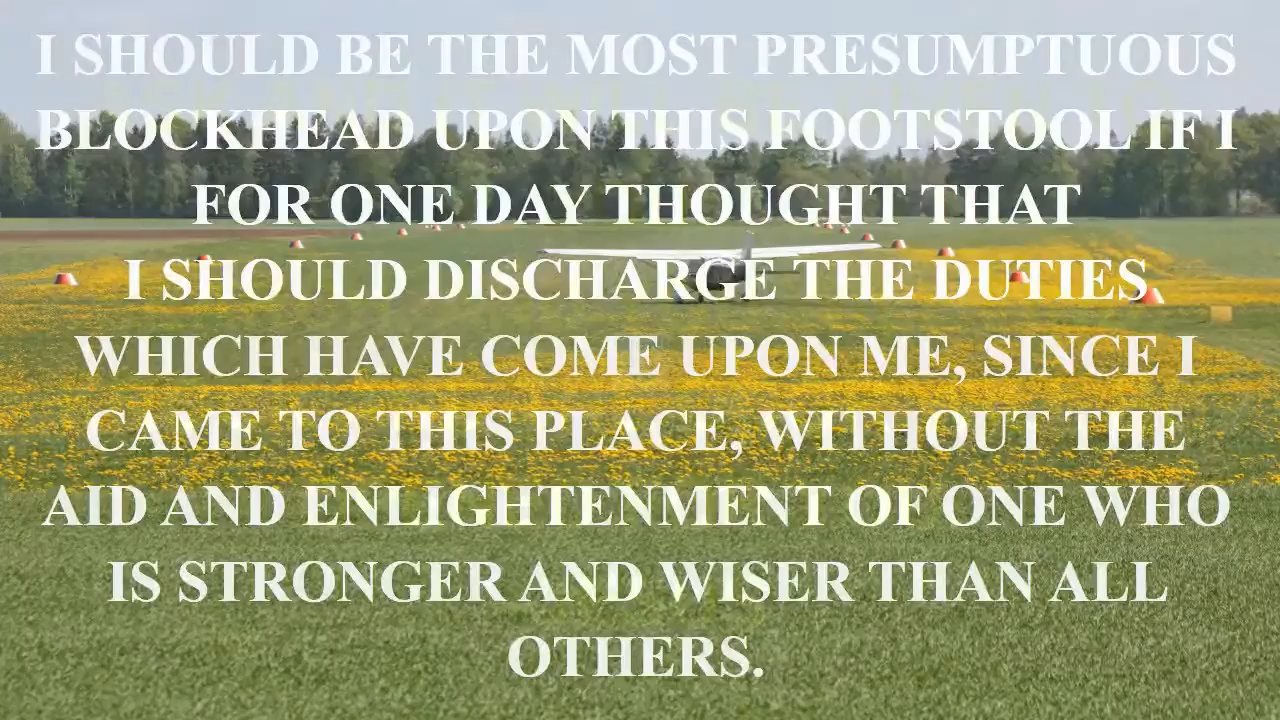 I SHOULD BE THE MOST PRESUMPTUOUS
BLOCKHEAD UPON THIS FOOTSTOOL IF I
FOR ONE DAY THOUGHT THAT
I SHOULD DISCHARGE THE DUTIES
WHICH HAVE COME UPON ME, SINCE I
CAME TO THIS PLACE, WITHOUT THE
AID AND ENLIGHTENMENT OF ONE WHO
IS STRONGER AND WISER THAN ALL
OTHERS.